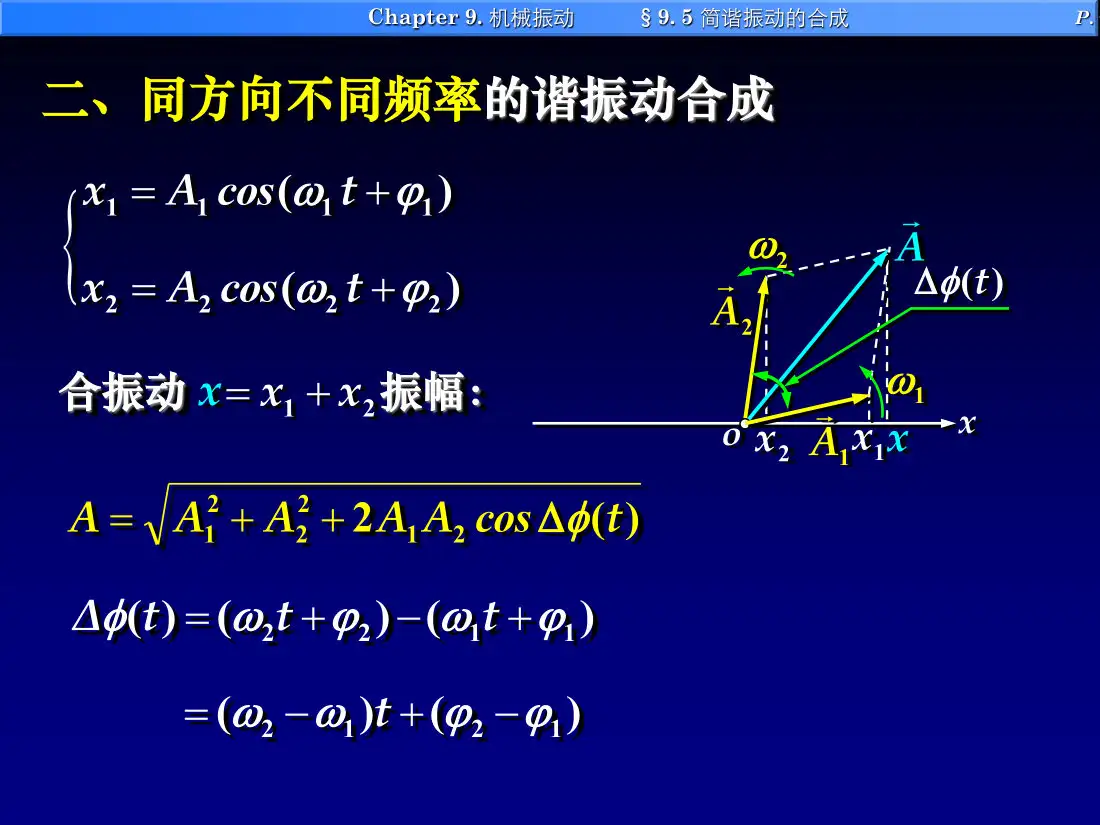 Chapter 9. 机械振动 §9. 5 简谐振动的合成 P.
二、同方向不同频率的谐振动合成
x₁ = A₁ cos(ω₁ t + φ₁)
x₂ = A₂ cos(ω₂ t + φ₂)
合振动 x = x₁ + x₂ 振幅：
A = √(A₁² + A₂² + 2A₁A₂ cos Δϕ(t))
Δϕ(t) = (ω₂t + φ₂) − (ω₁t + φ₁)
= (ω₂ − ω₁)t + (φ₂ − φ₁)
ω₂
A⃗
Δϕ(t)
A⃗₂
ω₁
o x₂ A⃗₁ x₁ x x